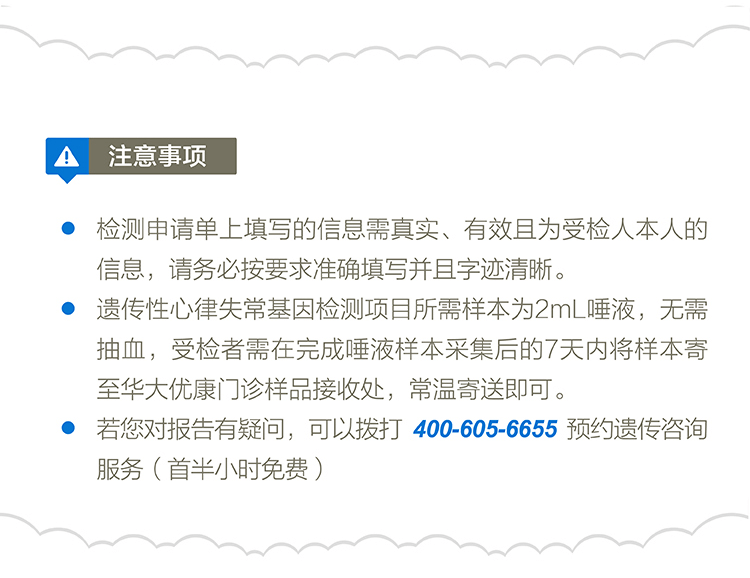 注意事项
检测申请单上填写的信息需真实、有效且为受检人本人的
信息，请务必按要求准确填写并且字迹清晰。
遗传性心律失常基因检测项目所需样本为2mL唾液，无需
抽血，受检者需在完成唾液样本采集后的7天内将样本寄
至华大优康门诊样品接收处，常温寄送即可。
若您对报告有疑问，可以拨打 400-605-6655 预约遗传咨询
服务（首半小时免费）